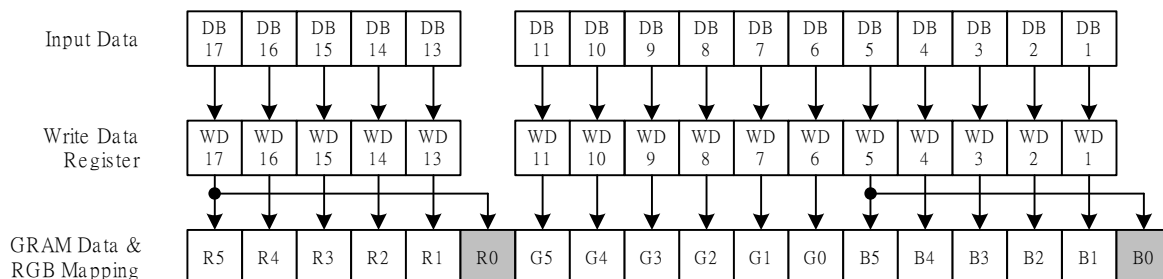 Input Data
DB 17 DB 16 DB 15 DB 14 DB 13 DB 11 DB 10 DB 9 DB 8 DB 7 DB 6 DB 5 DB 4 DB 3 DB 2 DB 1
Write Data
Register
WD 17 WD 16 WD 15 WD 14 WD 13 WD 11 WD 10 WD 9 WD 8 WD 7 WD 6 WD 5 WD 4 WD 3 WD 2 WD 1
GRAM Data &
RGB Mapping
R5 R4 R3 R2 R1 R0 G5 G4 G3 G2 G1 G0 B5 B4 B3 B2 B1 B0